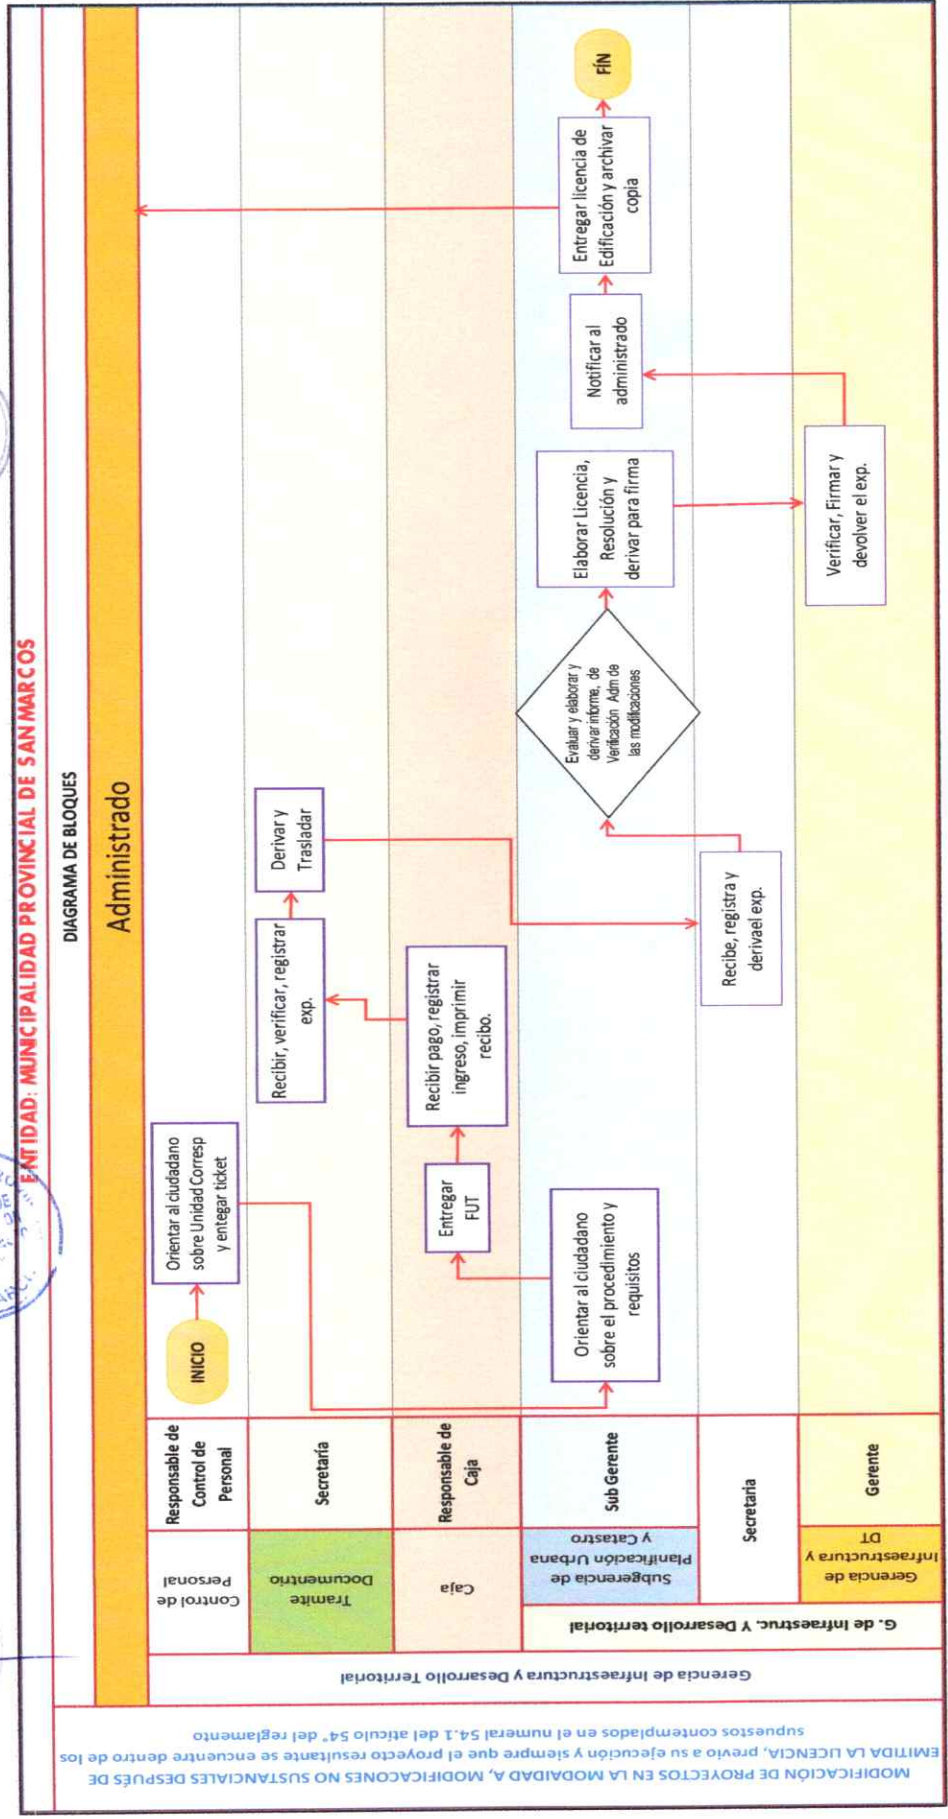 ENTIDAD: MUNICIPALIDAD PROVINCIAL DE SAN MARCOS
DIAGRAMA DE BLOQUES
MODIFICACIÓN DE PROYECTOS EN LA MODAIDAD A, MODIFICACONES NO SUSTANCIALES DESPUÉS DE
EMITIDA LA LICENCIA, previo a su ejecución y siempre que el proyecto resultante se encuentre dentro de los
supuestos contemplados en el numeral 54.1 del aticulo 54° del reglamento
Administrado
Gerencia de Infraestructura y Desarrollo Territorial
Control de
Personal
Responsable de
Control de
Personal
INICIO
Orientar al ciudadano
sobre Unidad Corresp
y entegar ticket
Tramite
Documentrio
Secretaría
Recibir, verificar, registrar
exp.
Derivar y
Trasladar
Caja
Responsable de
Caja
Entregar
FUT
Recibir pago, registrar
ingreso, imprimir
recibo.
G. de Infraestruc. Y Desarrollo territorial
Subgerencia de
Planificación Urbana
y Catastro
Sub Gerente
Orientar al ciudadano
sobre el procedimiento y
requisitos
Evaluar y elaborar y
derivar informe, de
Verificación Adm de
las modificaciones
Elaborar Licencia,
Resolución y
derivar para firma
Notificar al
administrado
Entregar licencia de
Edificación y archivar
copia
FÍN
Secretaria
Recibe, registra y
derivael exp.
Gerencia de
Infraestructura y
DT
Gerente
Verificar, Firmar y
devolver el exp.